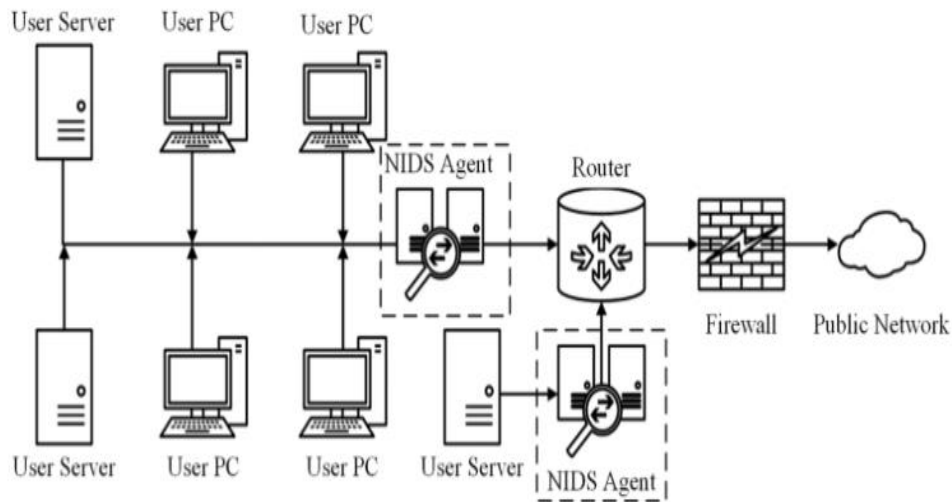 User Server
User PC
User PC
NIDS Agent
Router
Firewall
Public Network
User Server
User PC
User PC
User Server
NIDS Agent